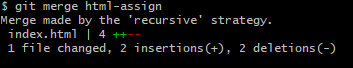 $ git merge html-assign
Merge made by the 'recursive' strategy.
 index.html | 4 ++--
 1 file changed, 2 insertions(+), 2 deletions(-)